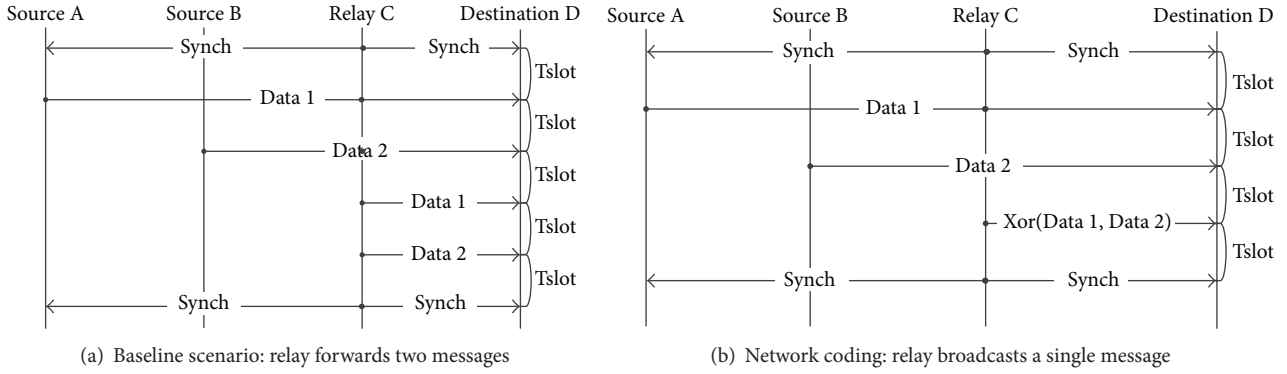 Source A Source B Relay C Destination D
Synch Synch
Tslot
Data 1
Tslot
Data 2
Tslot
Data 1
Tslot
Data 2
Tslot
Synch Synch
(a) Baseline scenario: relay forwards two messages
Source A Source B Relay C Destination D
Synch Synch
Tslot
Data 1
Tslot
Data 2
Tslot
Xor(Data 1, Data 2)
Tslot
Synch Synch
(b) Network coding: relay broadcasts a single message